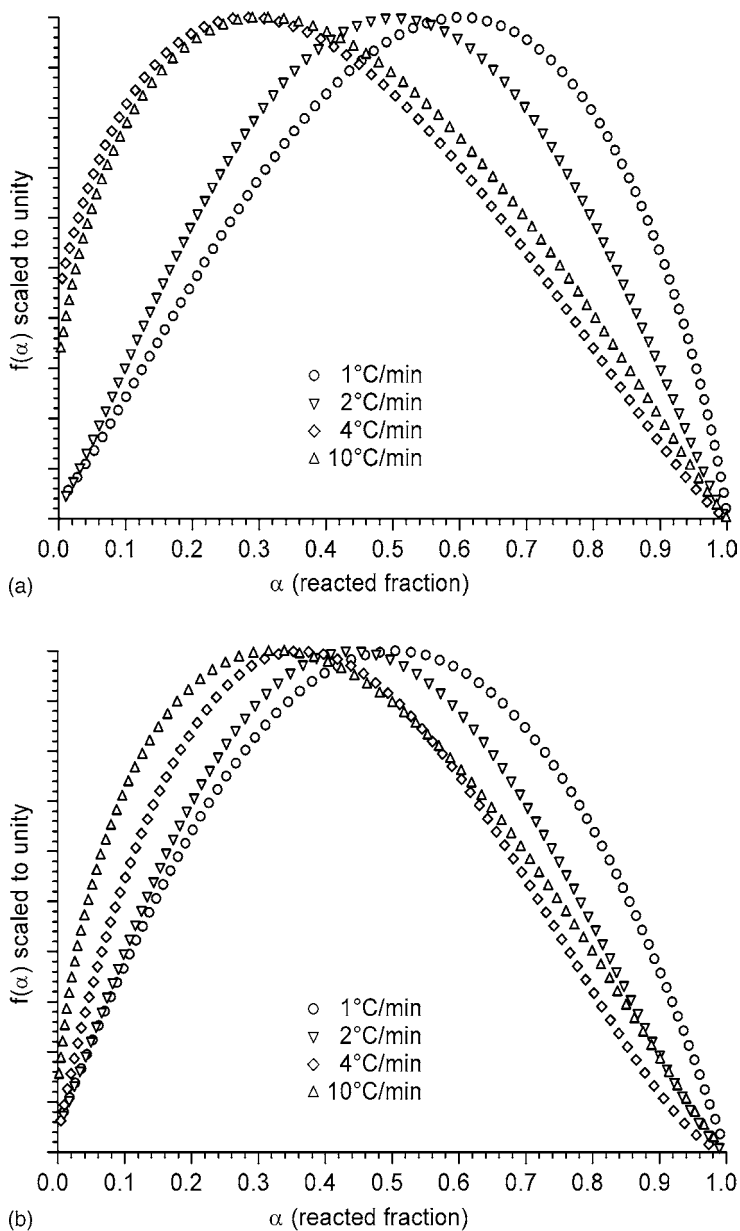 f(α) scaled to unity
○ 1°C/min
▽ 2°C/min
◇ 4°C/min
△ 10°C/min
0.0 0.1 0.2 0.3 0.4 0.5 0.6 0.7 0.8 0.9 1.0
α (reacted fraction)
(a)
f(α) scaled to unity
○ 1°C/min
▽ 2°C/min
◇ 4°C/min
△ 10°C/min
0.0 0.1 0.2 0.3 0.4 0.5 0.6 0.7 0.8 0.9 1.0
α (reacted fraction)
(b)